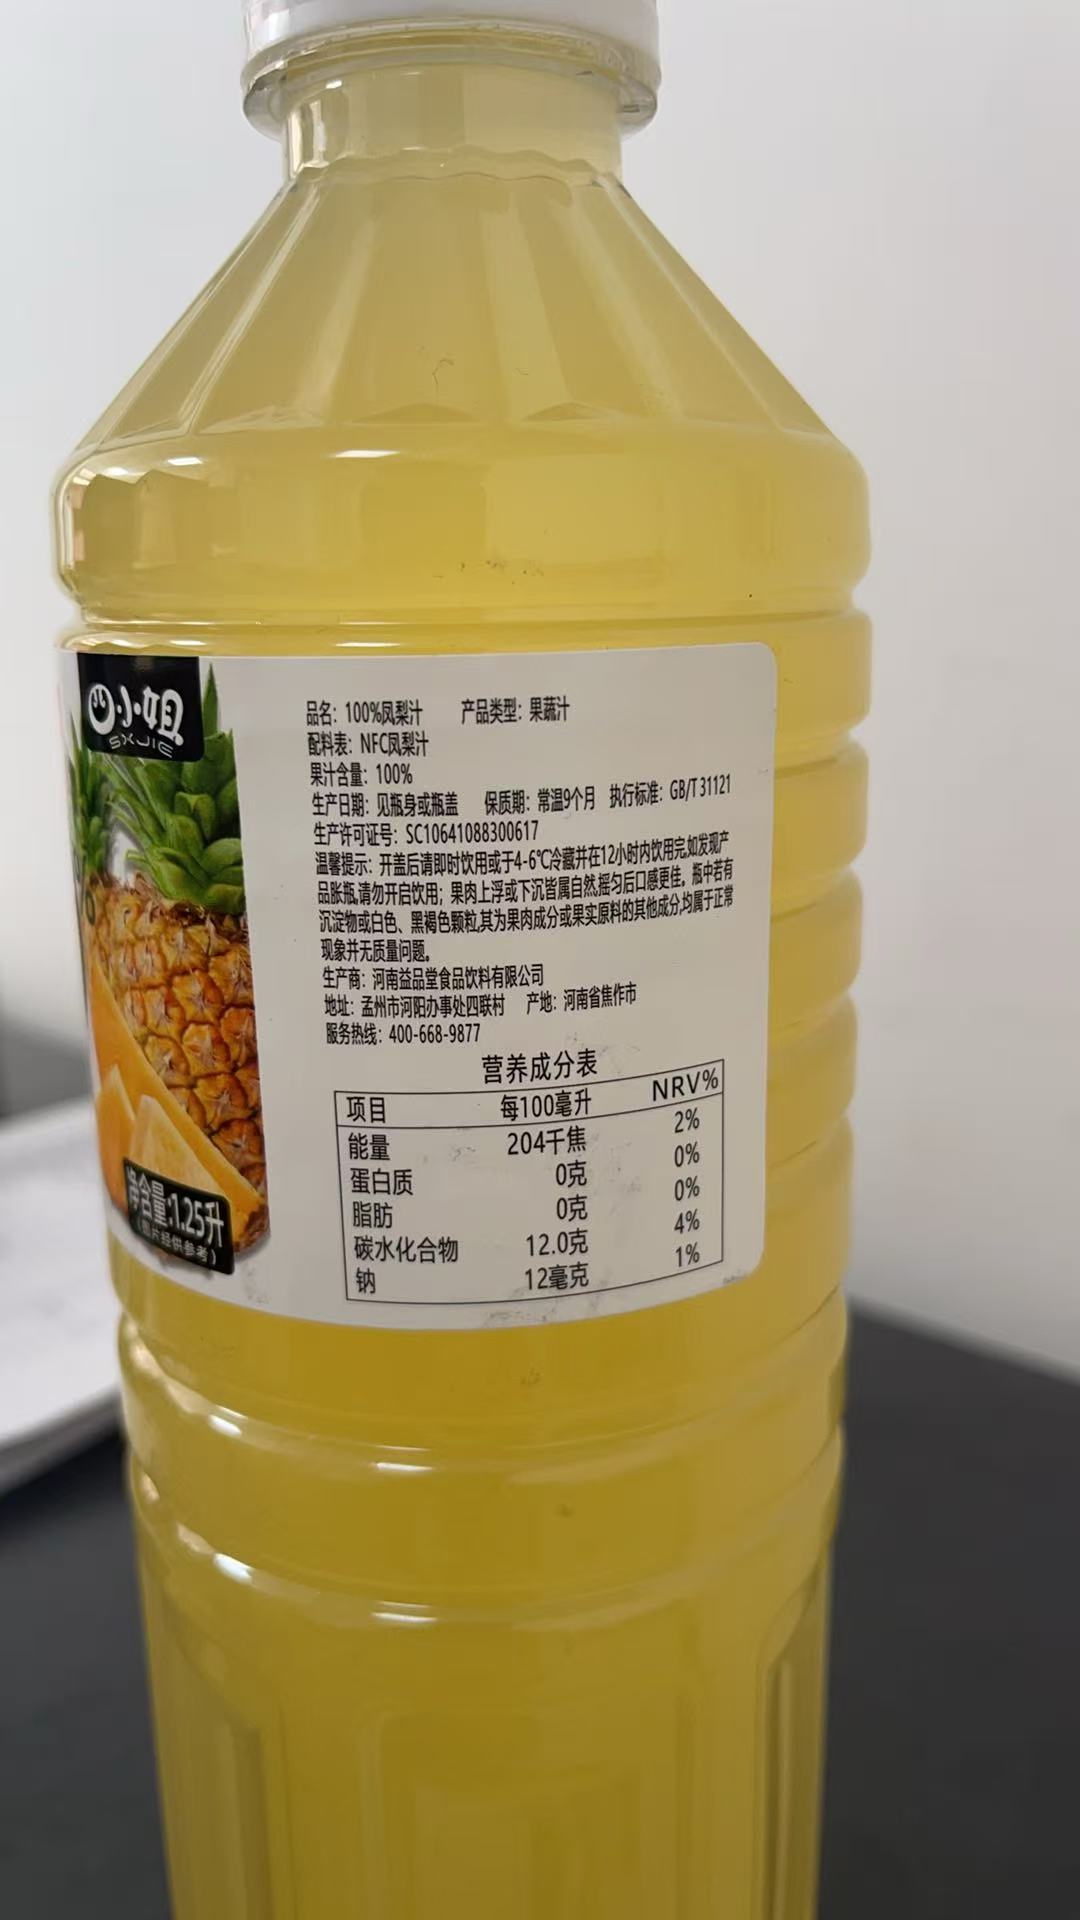 四小姐
SXJIE
%
净含量:1.25升
(图片经供参考)
品名：100%凤梨汁 产品类型：果蔬汁
配料表：NFC凤梨汁
果汁含量：100%
生产日期：见瓶身或瓶盖 保质期：常温9个月 执行标准：GB/T 31121
生产许可证号：SC10641088300617
温馨提示：开盖后请即时饮用或于4-6℃冷藏并在12小时内饮用完,如发现产
品胀瓶,请勿开启饮用；果肉上浮或下沉皆属自然,摇匀后口感更佳。瓶中若有
沉淀物或白色、黑褐色颗粒,其为果肉成分或果实原料的其他成分,均属于正常
现象并无质量问题。
生产商：河南益品堂食品饮料有限公司
地址：孟州市河阳办事处四联村 产地：河南省焦作市
服务热线：400-668-9877
营养成分表
项目 每100毫升 NRV%
能量 204千焦 2%
蛋白质 0克 0%
脂肪 0克 0%
碳水化合物 12.0克 4%
钠 12毫克 1%